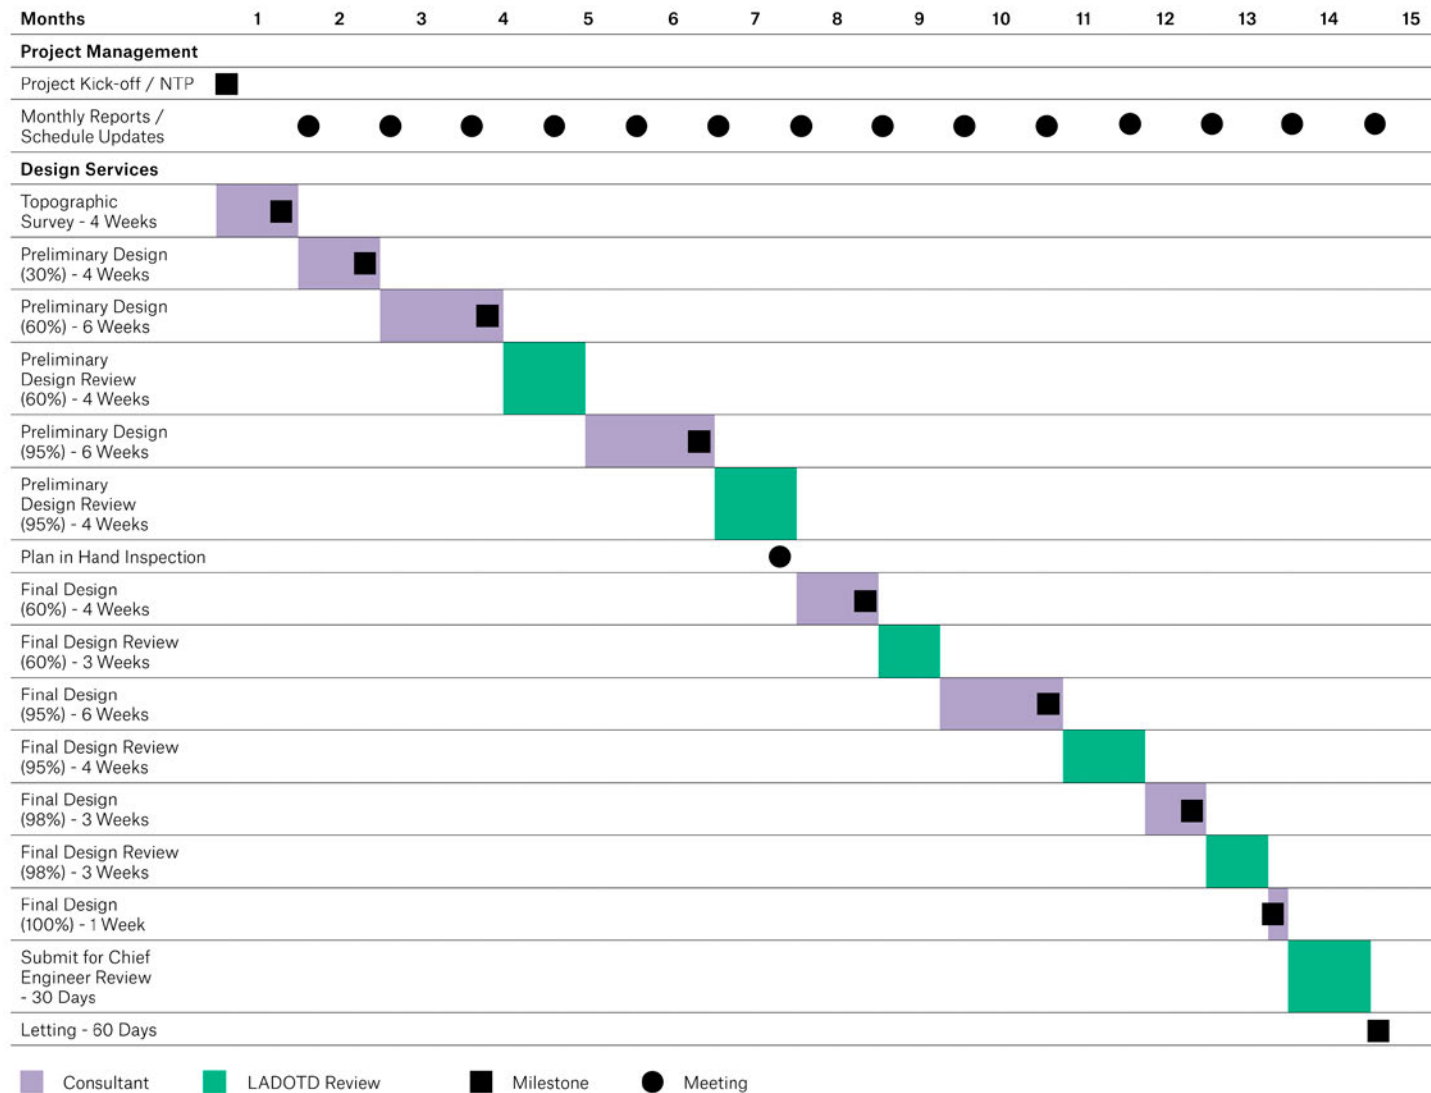 Months 1 2 3 4 5 6 7 8 9 10 11 12 13 14 15
Project Management
Project Kick-off / NTP
Monthly Reports /
Schedule Updates
Design Services
Topographic
Survey - 4 Weeks
Preliminary Design
(30%) - 4 Weeks
Preliminary Design
(60%) - 6 Weeks
Preliminary
Design Review
(60%) - 4 Weeks
Preliminary Design
(95%) - 6 Weeks
Preliminary
Design Review
(95%) - 4 Weeks
Plan in Hand Inspection
Final Design
(60%) - 4 Weeks
Final Design Review
(60%) - 3 Weeks
Final Design
(95%) - 6 Weeks
Final Design Review
(95%) - 4 Weeks
Final Design
(98%) - 3 Weeks
Final Design Review
(98%) - 3 Weeks
Final Design
(100%) - 1 Week
Submit for Chief
Engineer Review
- 30 Days
Letting - 60 Days
Consultant LADOTD Review Milestone Meeting